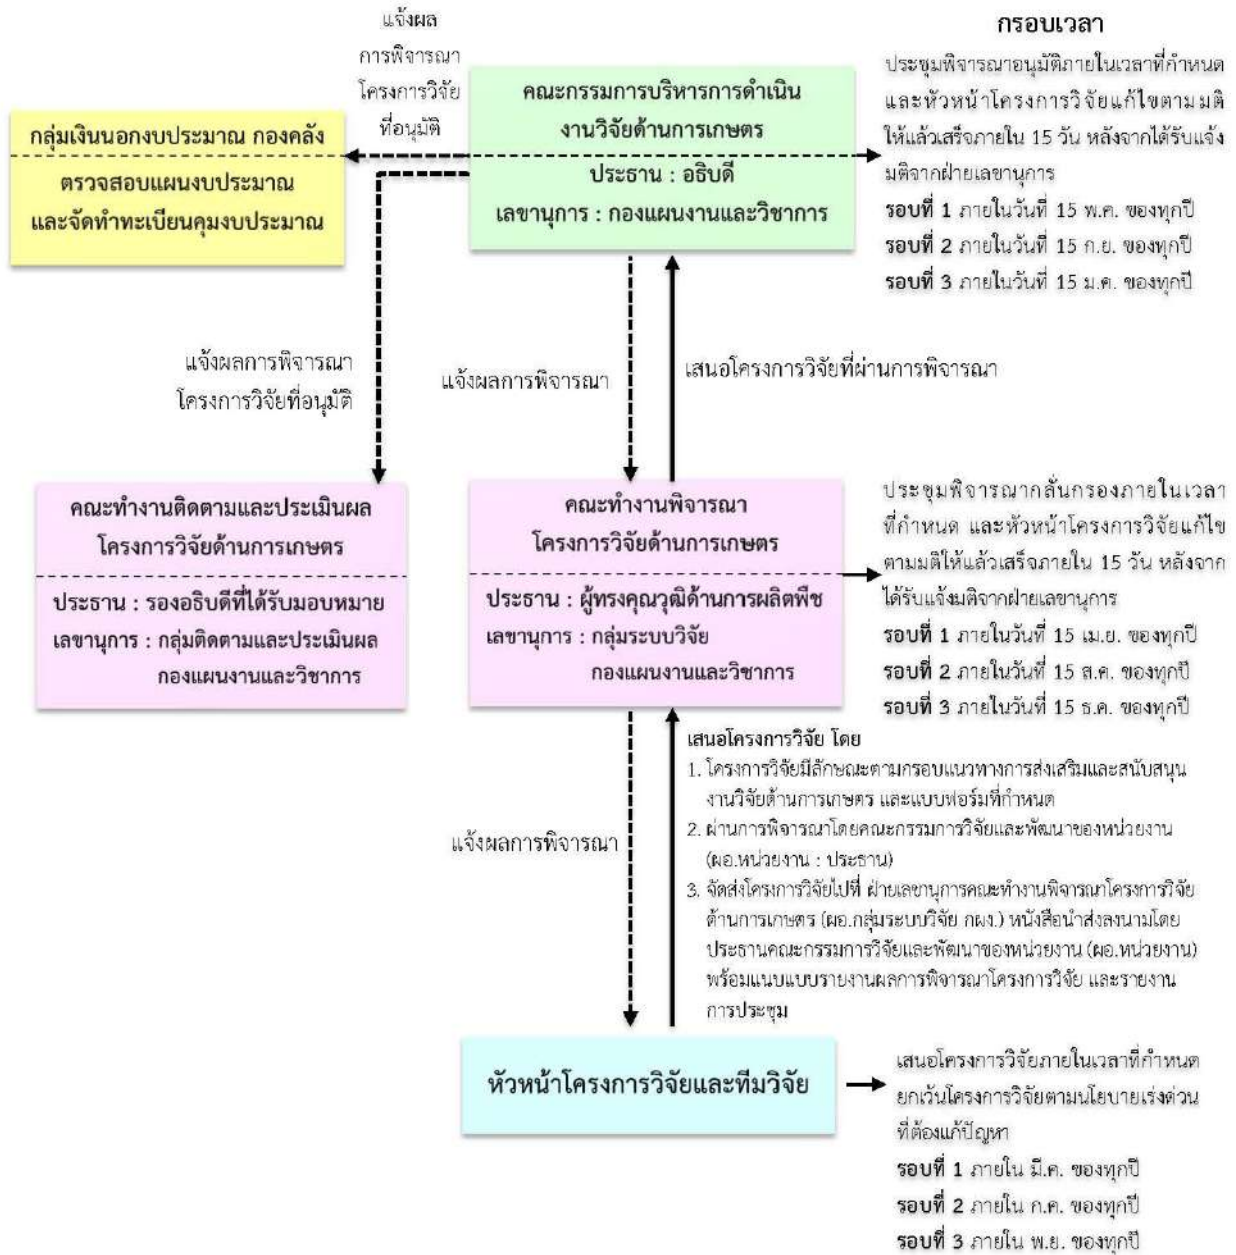 แจ้งผล
การพิจารณา
โครงการวิจัย
ที่อนุมัติ
กรอบเวลา
ประชุมพิจารณาอนุมัติภายในเวลาที่กำหนด
และหัวหน้าโครงการวิจัยแก้ไขตามมติ
ให้แล้วเสร็จภายใน 15 วัน หลังจากได้รับแจ้ง
มติจากฝ่ายเลขานุการ
รอบที่ 1 ภายในวันที่ 15 พ.ค. ของทุกปี
รอบที่ 2 ภายในวันที่ 15 ก.ย. ของทุกปี
รอบที่ 3 ภายในวันที่ 15 ม.ค. ของทุกปี
คณะกรรมการบริหารการดำเนิน
งานวิจัยด้านการเกษตร
ประธาน : อธิบดี
เลขานุการ : กองแผนงานและวิชาการ
กลุ่มเงินนอกงบประมาณ กองคลัง
ตรวจสอบแผนงบประมาณ
และจัดทำทะเบียนคุมงบประมาณ
แจ้งผลการพิจารณา
โครงการวิจัยที่อนุมัติ
แจ้งผลการพิจารณา
เสนอโครงการวิจัยที่ผ่านการพิจารณา
คณะทำงานติดตามและประเมินผล
โครงการวิจัยด้านการเกษตร
ประธาน : รองอธิบดีที่ได้รับมอบหมาย
เลขานุการ : กลุ่มติดตามและประเมินผล
กองแผนงานและวิชาการ
คณะทำงานพิจารณา
โครงการวิจัยด้านการเกษตร
ประธาน : ผู้ทรงคุณวุฒิด้านการผลิตพืช
เลขานุการ : กลุ่มระบบวิจัย
กองแผนงานและวิชาการ
ประชุมพิจารณากลั่นกรองภายในเวลา
ที่กำหนด และหัวหน้าโครงการวิจัยแก้ไข
ตามมติให้แล้วเสร็จภายใน 15 วัน หลังจาก
ได้รับแจ้งมติจากฝ่ายเลขานุการ
รอบที่ 1 ภายในวันที่ 15 เม.ย. ของทุกปี
รอบที่ 2 ภายในวันที่ 15 ส.ค. ของทุกปี
รอบที่ 3 ภายในวันที่ 15 ธ.ค. ของทุกปี
แจ้งผลการพิจารณา
เสนอโครงการวิจัย โดย
1. โครงการวิจัยมีลักษณะตามกรอบแนวทางการส่งเสริมและสนับสนุน
งานวิจัยด้านการเกษตร และแบบฟอร์มที่กำหนด
2. ผ่านการพิจารณาโดยคณะกรรมการวิจัยและพัฒนาของหน่วยงาน
(ผอ.หน่วยงาน : ประธาน)
3. จัดส่งโครงการวิจัยไปที่ ฝ่ายเลขานุการคณะทำงานพิจารณาโครงการวิจัย
ด้านการเกษตร (ผอ.กลุ่มระบบวิจัย กผง.) หนังสือนำส่งลงนามโดย
ประธานคณะกรรมการวิจัยและพัฒนาของหน่วยงาน (ผอ.หน่วยงาน)
พร้อมแนบแบบรายงานผลการพิจารณาโครงการวิจัย และรายงาน
การประชุม
หัวหน้าโครงการวิจัยและทีมวิจัย
เสนอโครงการวิจัยภายในเวลาที่กำหนด
ยกเว้นโครงการวิจัยตามนโยบายเร่งด่วน
ที่ต้องแก้ปัญหา
รอบที่ 1 ภายใน มี.ค. ของทุกปี
รอบที่ 2 ภายใน ก.ค. ของทุกปี
รอบที่ 3 ภายใน พ.ย. ของทุกปี